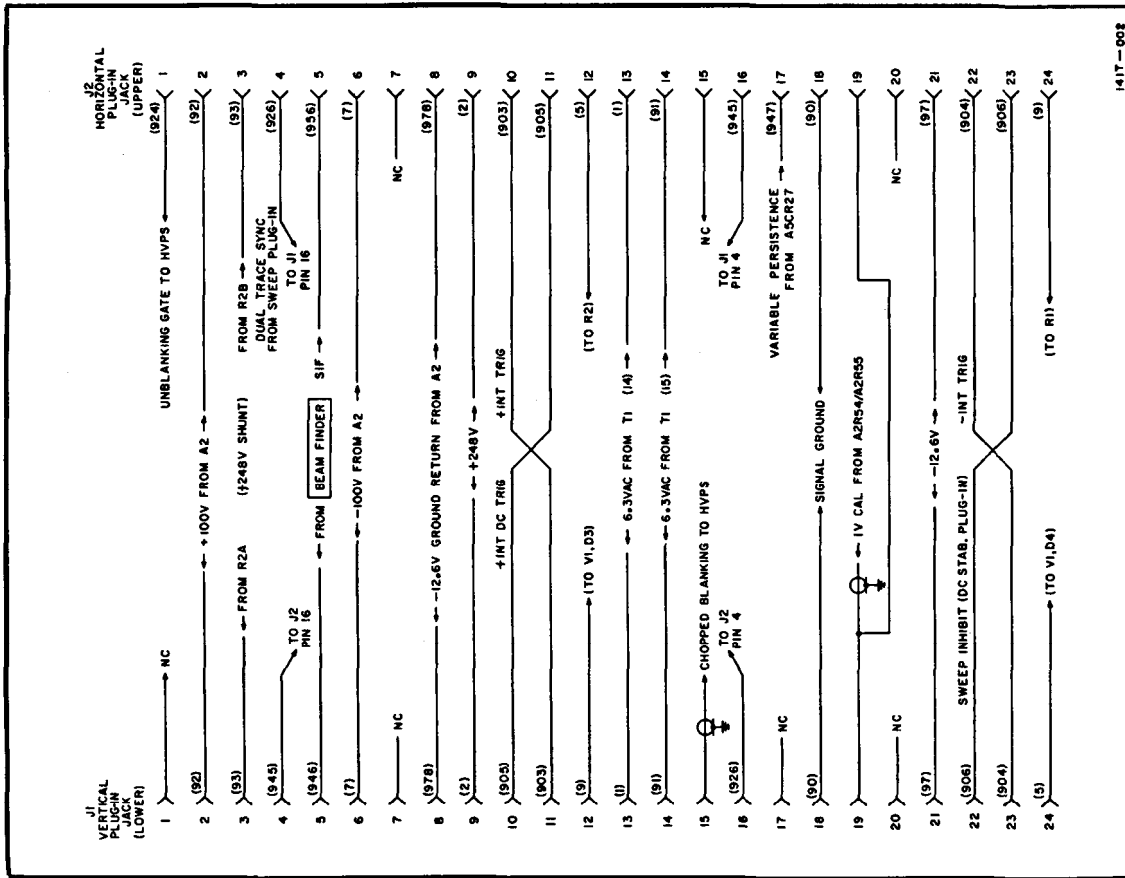 J1
VERTICAL
PLUG-IN
JACK
(LOWER)
J2
HORIZONTAL
PLUG-IN
JACK
(UPPER)
1 NC UNBLANKING GATE TO HVPS (924) 1
2 (92) +100V FROM A2 (92) 2
3 (93) FROM R2A (+248V SHUNT) FROM R2B (93) 3
DUAL TRACE SYNC
FROM SWEEP PLUG-IN
4 (945) TO J2 PIN 16 TO J1 PIN 16 (926) 4
5 (946) FROM BEAM FINDER S1F (956) 5
6 (7) -100V FROM A2 (7) 6
7 NC NC 7
8 (978) -12.6V GROUND RETURN FROM A2 (978) 8
9 (2) +248V (2) 9
10 (905) +INT DC TRIG +INT TRIG (903) 10
11 (903) (905) 11
12 (9) (TO V1,D3) (TO R2) (5) 12
13 (1) 6.3VAC FROM T1 (14) (1) 13
14 (91) 6.3VAC FROM T1 (15) (91) 14
15 CHOPPED BLANKING TO HVPS NC 15
16 (926) TO J2 PIN 4 TO J1 PIN 4 (945) 16
17 NC VARIABLE PERSISTENCE FROM A5CR27 (947) 17
18 (90) SIGNAL GROUND (90) 18
19 1V CAL FROM A2R54/A2R55 19
20 NC NC 20
21 (97) -12.6V (97) 21
22 (906) SWEEP INHIBIT (DC STAB. PLUG-IN) -INT TRIG (904) 22
23 (904) (906) 23
24 (5) (TO V1,D4) (TO R1) (9) 24
141T-002